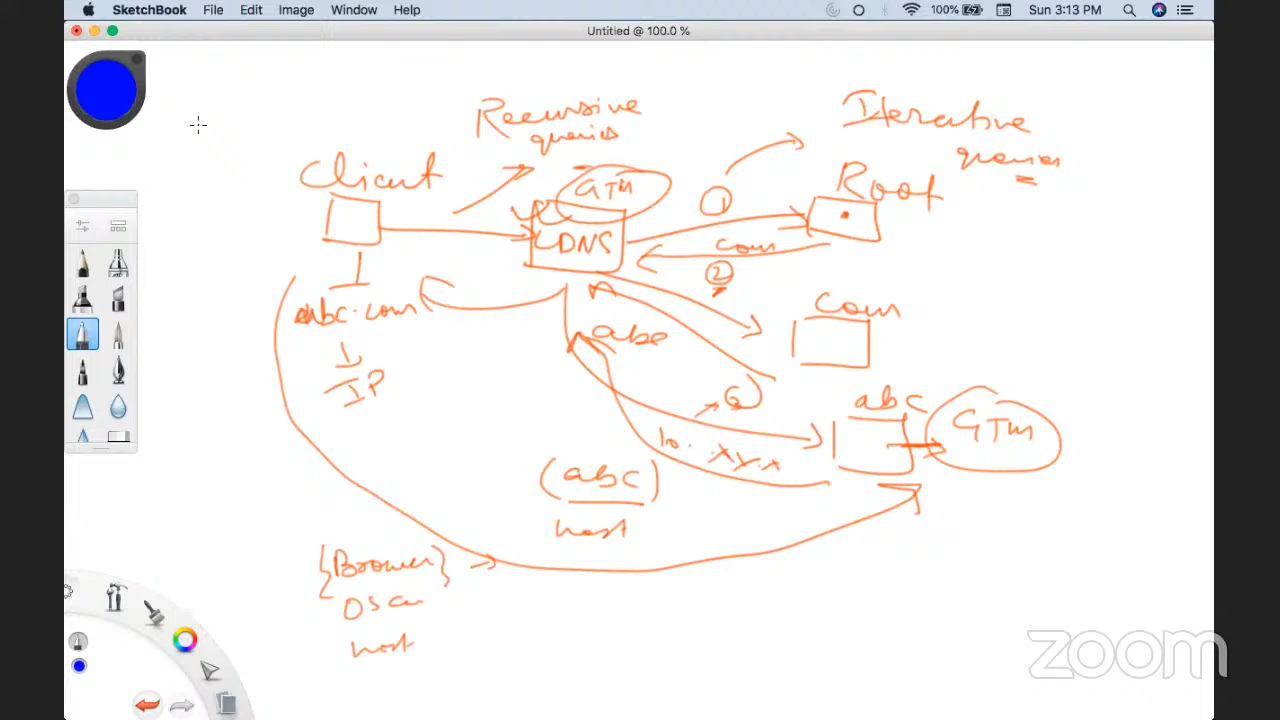 SketchBook File Edit Image Window Help 100% Sun 3:13 PM
Untitled @ 100.0 %
Recursive
queries
Iterative
queries
Client
GTM
1
Root
LDNS
com
2
abc.com
com
abc
IP
3
abc
GTM
10. .xy.x
(abc)
host
{Browser}
OS
host
zoom